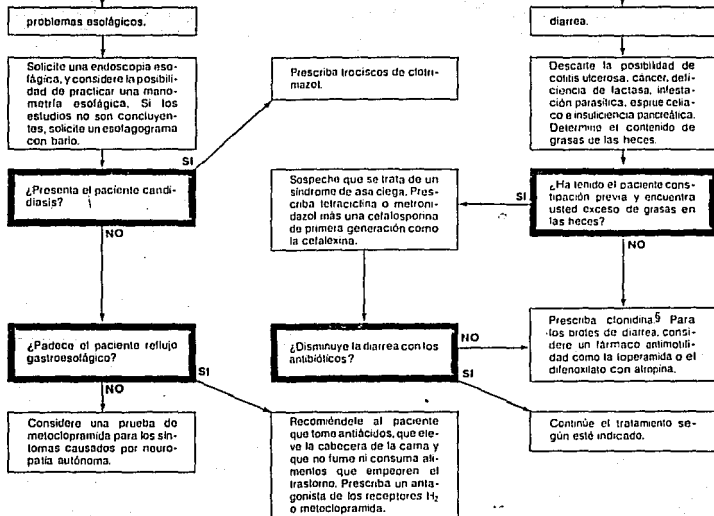 problemas esofágicos.
diarrea.
Solicite una endoscopia eso-
fágica, y considere la posibili-
dad de practicar una mano-
metría esofágica. Si los
estudios no son concluyen-
tes, solicite un esofagograma
con bario.
Prescriba trociscos de clotri-
mazol.
Descarte la posibilidad de
colitis ulcerosa, cáncer, defi-
ciencia de lactasa, infesta-
ción parasitica, esprue celia-
co e insuficiencia pancreática.
Determine el contenido de
grasas de las heces.
SI
¿Presenta el paciente candi-
diasis?
NO
Sospeche que se trata de un
síndrome de asa ciega. Pres-
criba tetraciclina o metroni-
dazol más una cefalosporina
de primera generación como
la cefalexina.
SI
¿Ha tenido el paciente cons-
tipación previa y encuentra
usted exceso de grasas en
las heces?
NO
¿Padece el paciente reflujo
gastroesofágico?
SI
NO
¿Disminuye la diarrea con los
antibióticos?
NO
SI
Prescriba clonidina.§ Para
los brotes de diarrea, consi-
dere un fármaco antimotili-
dad como la loperamida o el
difenoxilato con atropina.
Considere una prueba de
metoclopramida para los sín-
tomas causados por neuro-
patía autónoma.
Recomiéndele al paciente
que tome antiácidos, que ele-
ve la cabecera de la cama y
que no fume ni consuma ali-
mentos que empeoren el
trastorno. Prescriba un anta-
gonista de los receptores H₂
o metoclopramida.
Continúe el tratamiento se-
gún esté indicado.